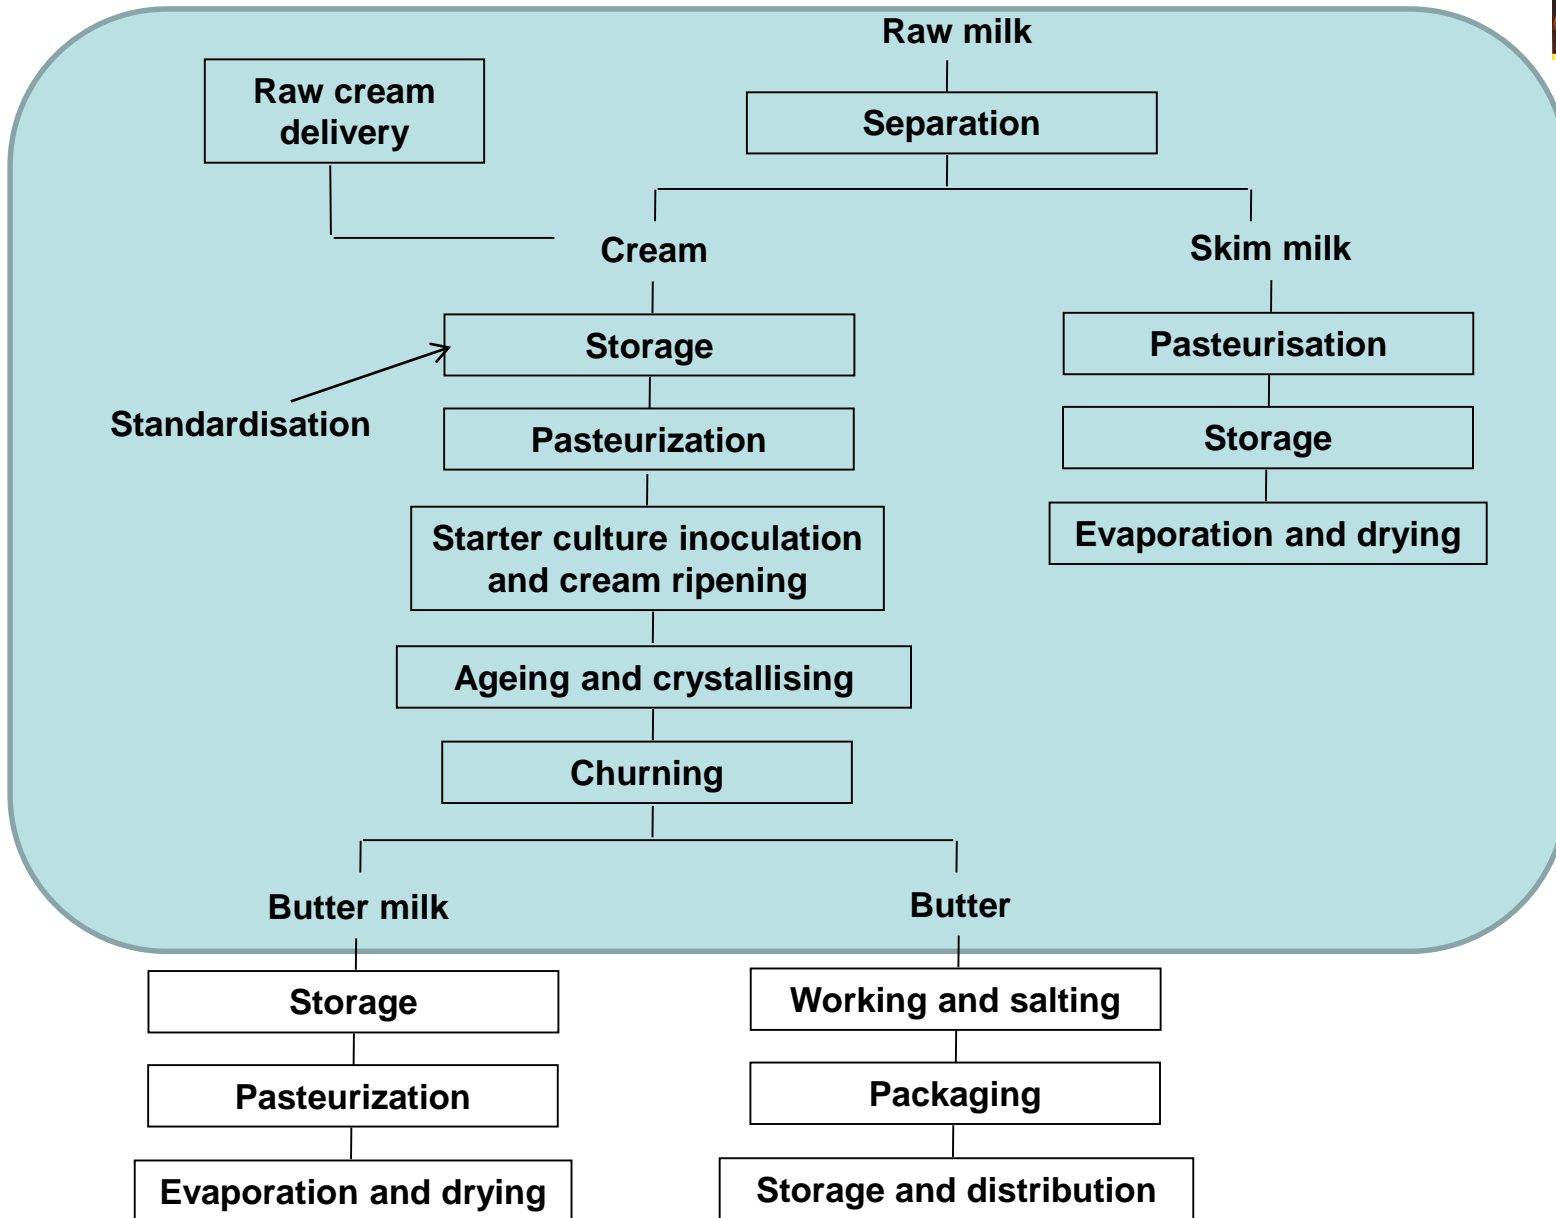 Raw milk
Raw cream
delivery
Separation
Cream
Skim milk
Storage
Pasteurisation
Standardisation
Pasteurization
Storage
Starter culture inoculation
and cream ripening
Evaporation and drying
Ageing and crystallising
Churning
Butter milk
Butter
Storage
Working and salting
Pasteurization
Packaging
Evaporation and drying
Storage and distribution